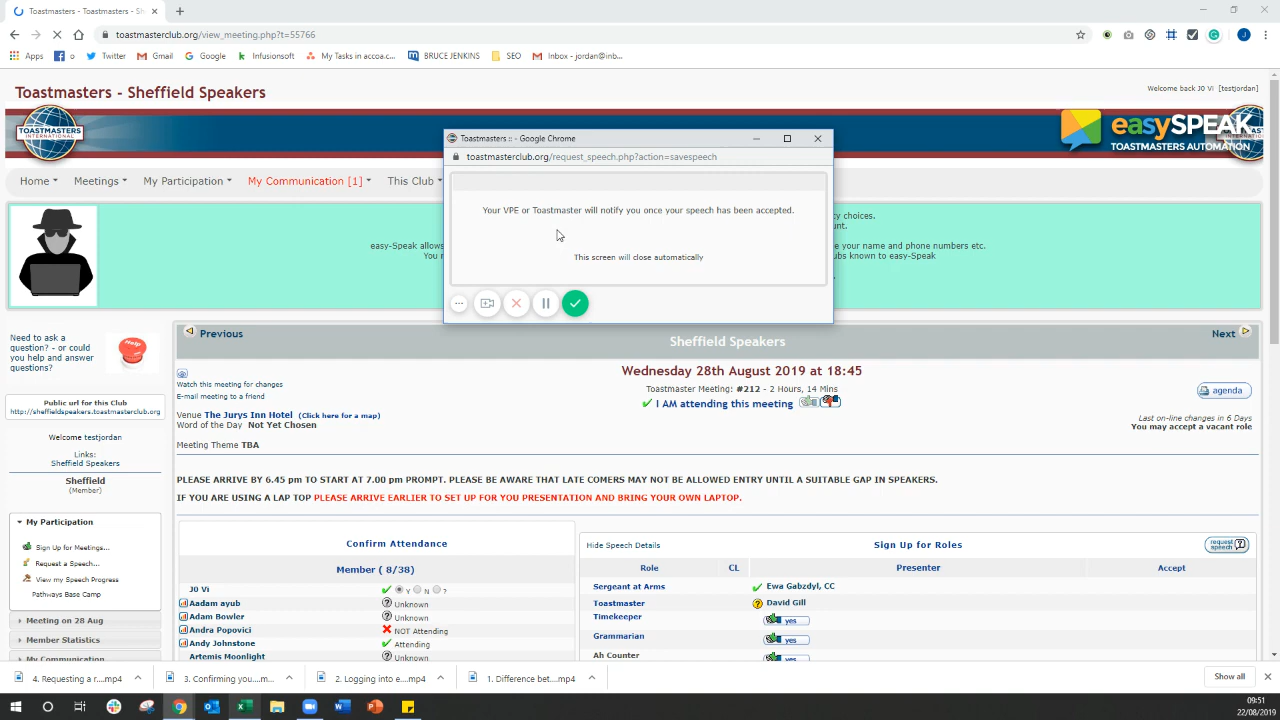 Toastmasters - Toastmasters - Sh
toastmasterclub.org/view_meeting.php?t=55766
Apps
o
Twitter
Gmail
Google
Infusionsoft
My Tasks in accoa.c...
BRUCE JENKINS
SEO
Inbox - jordan@inb...
Toastmasters - Sheffield Speakers
Welcome back J0 Vi [testjordan]
TOASTMASTERS
INTERNATIONAL
easySPEAK
TOASTMASTERS AUTOMATION
Home
Meetings
My Participation
My Communication [1]
This Club
Toastmasters :: - Google Chrome
toastmasterclub.org/request_speech.php?action=savespeech
Your VPE or Toastmaster will notify you once your speech has been accepted.
This screen will close automatically
cy choices.
unt.
easy-Speak allows
e your name and phone numbers etc.
You r
ubs known to easy-Speak
Need to ask a
question? - or could
you help and answer
questions?
Help
Public url for this Club
http://sheffieldspeakers.toastmasterclub.org
Welcome testjordan
Links:
Sheffield Speakers
Sheffield
(Member)
My Participation
Sign Up for Meetings...
Request a Speech...
View my Speech Progress
Pathways Base Camp
Meeting on 28 Aug
Member Statistics
My Communication
Previous
Sheffield Speakers
Next
Wednesday 28th August 2019 at 18:45
Toastmaster Meeting: #212 - 2 Hours, 14 Mins
I AM attending this meeting
Watch this meeting for changes
E-mail meeting to a friend
agenda
Venue The Jurys Inn Hotel (Click here for a map)
Word of the Day Not Yet Chosen
Last on-line changes in 6 Days
You may accept a vacant role
Meeting Theme TBA
PLEASE ARRIVE BY 6.45 pm TO START AT 7.00 pm PROMPT. PLEASE BE AWARE THAT LATE COMERS MAY NOT BE ALLOWED ENTRY UNTIL A SUITABLE GAP IN SPEAKERS.
IF YOU ARE USING A LAP TOP PLEASE ARRIVE EARLIER TO SET UP FOR YOU PRESENTATION AND BRING YOUR OWN LAPTOP.
Confirm Attendance
Member ( 8/38)
J0 Vi Y N ?
Aadam ayub Unknown
Adam Bowler Unknown
Andra Popovici NOT Attending
Andy Johnstone Attending
Artemis Moonlight Unknown
Hide Speech Details
Sign Up for Roles
request speech
Role CL Presenter Accept
Sergeant at Arms Ewa Gabzdyl, CC
Toastmaster David Gill
Timekeeper yes
Grammarian yes
Ah Counter yes
4. Requesting a r....mp4
3. Confirming you....m...
2. Logging into e....mp4
1. Difference bet....mp4
Show all
09:51
22/08/2019